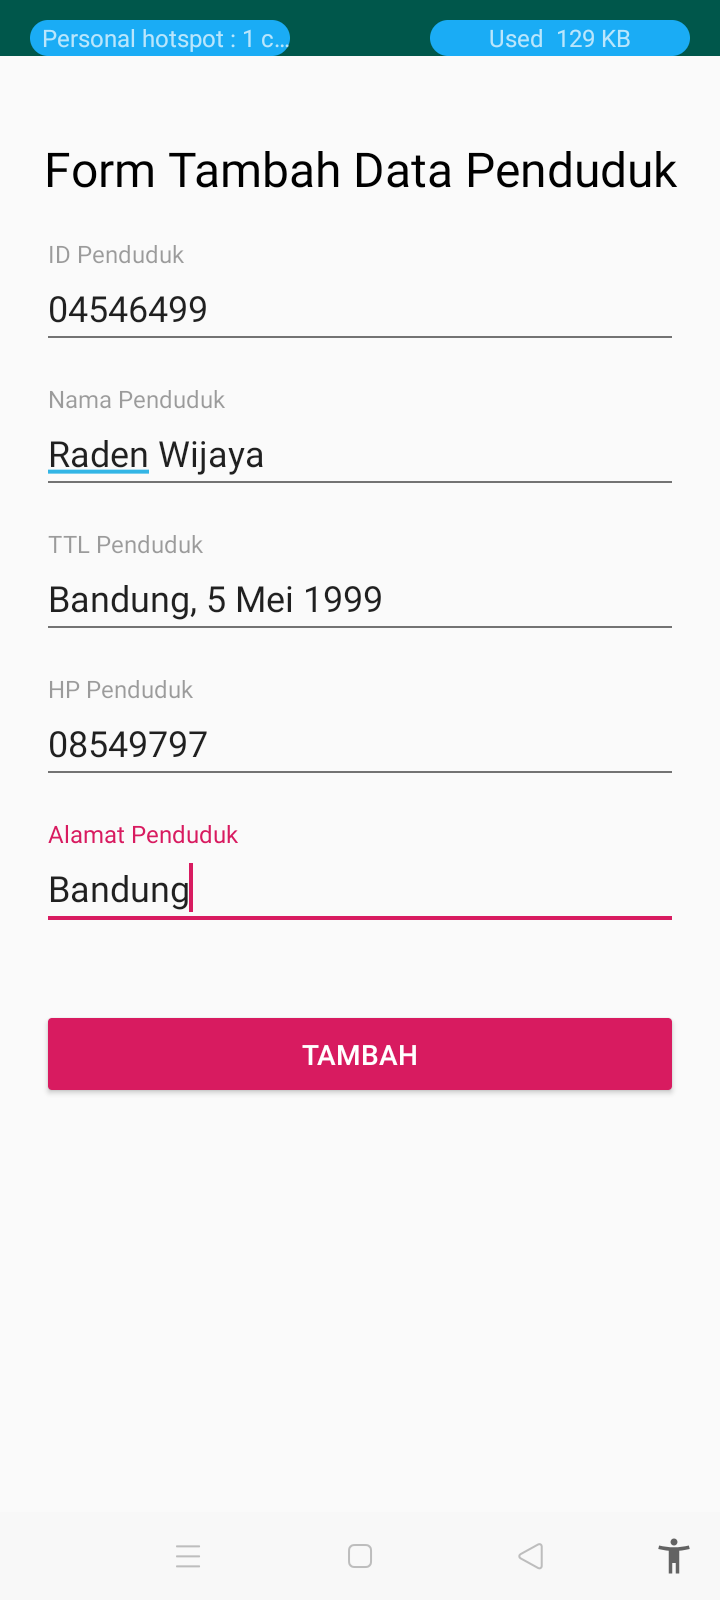 Personal hotspot : 1 c...
Used 129 KB
Form Tambah Data Penduduk
ID Penduduk
04546499
Nama Penduduk
Raden Wijaya
TTL Penduduk
Bandung, 5 Mei 1999
HP Penduduk
08549797
Alamat Penduduk
Bandung
TAMBAH